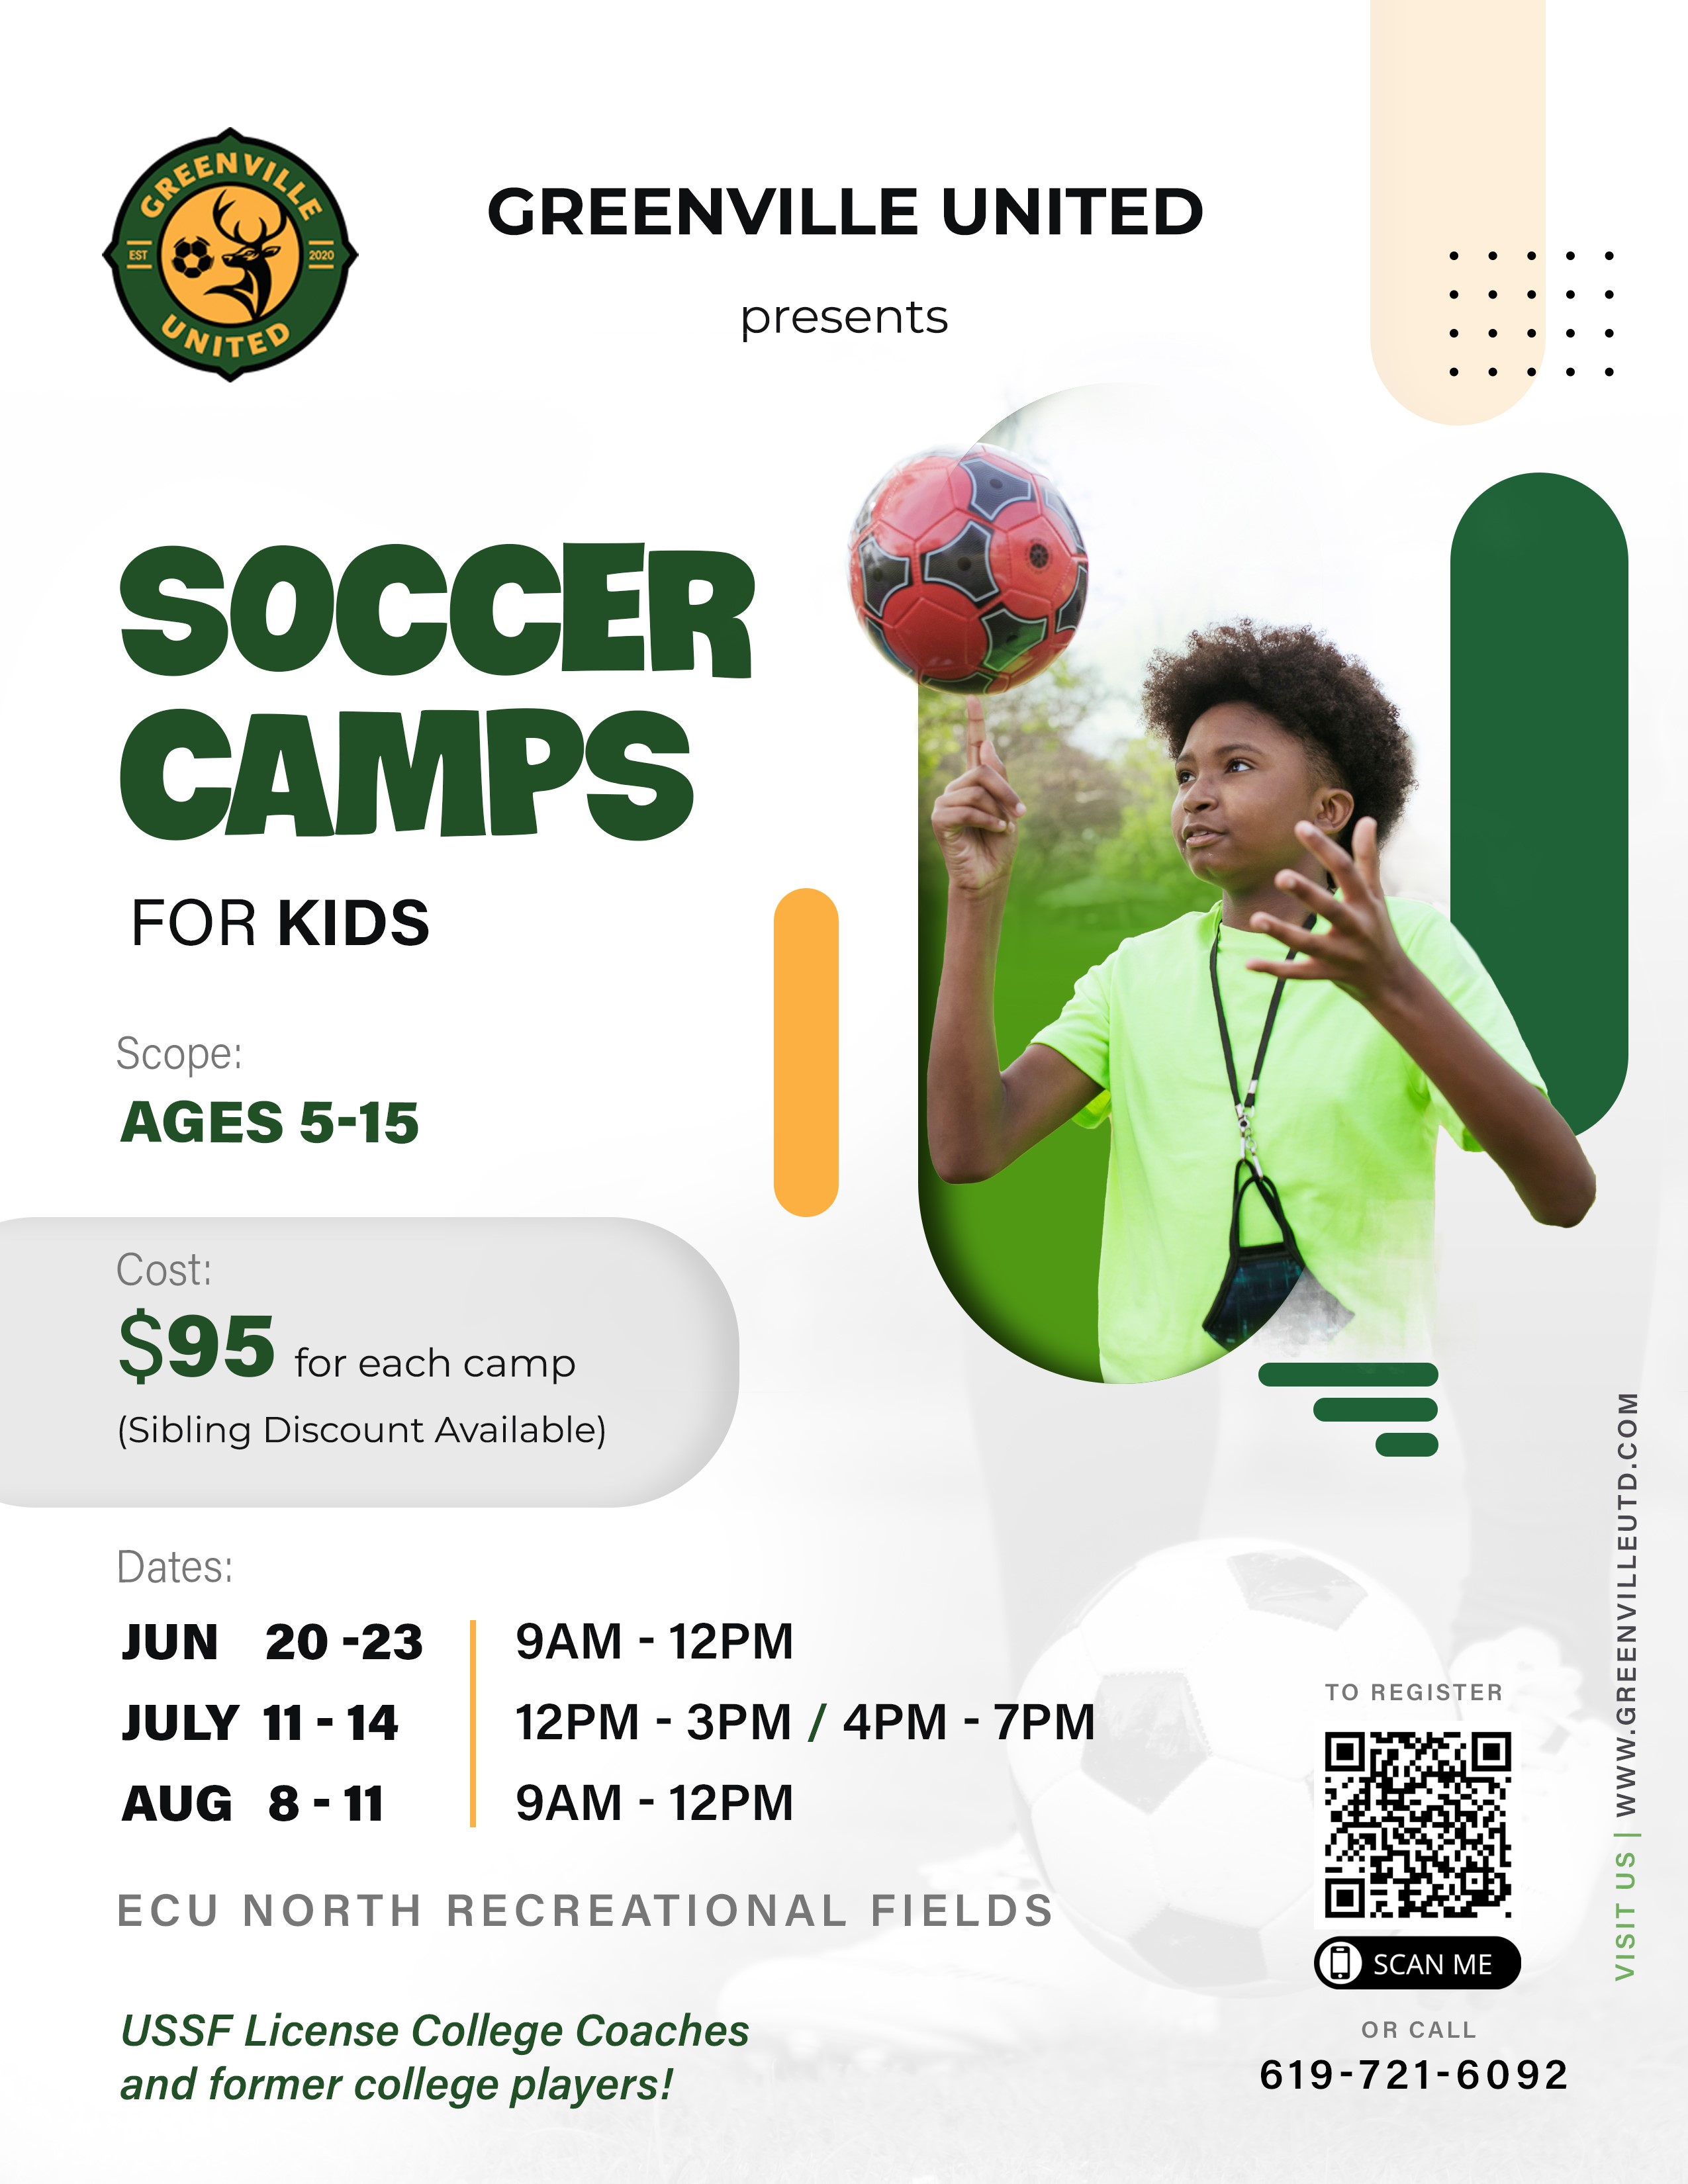 GREENVILLE
EST
2020
UNITED
GREENVILLE UNITED
presents
SOCCER
CAMPS
FOR KIDS
Scope:
AGES 5-15
Cost:
$95 for each camp
(Sibling Discount Available)
Dates:
JUN 20 -23 9AM - 12PM
JULY 11 - 14 12PM - 3PM / 4PM - 7PM
AUG 8 - 11 9AM - 12PM
ECU NORTH RECREATIONAL FIELDS
USSF License College Coaches
and former college players!
TO REGISTER
SCAN ME
OR CALL
619-721-6092
VISIT US | WWW.GREENVILLEUTD.COM